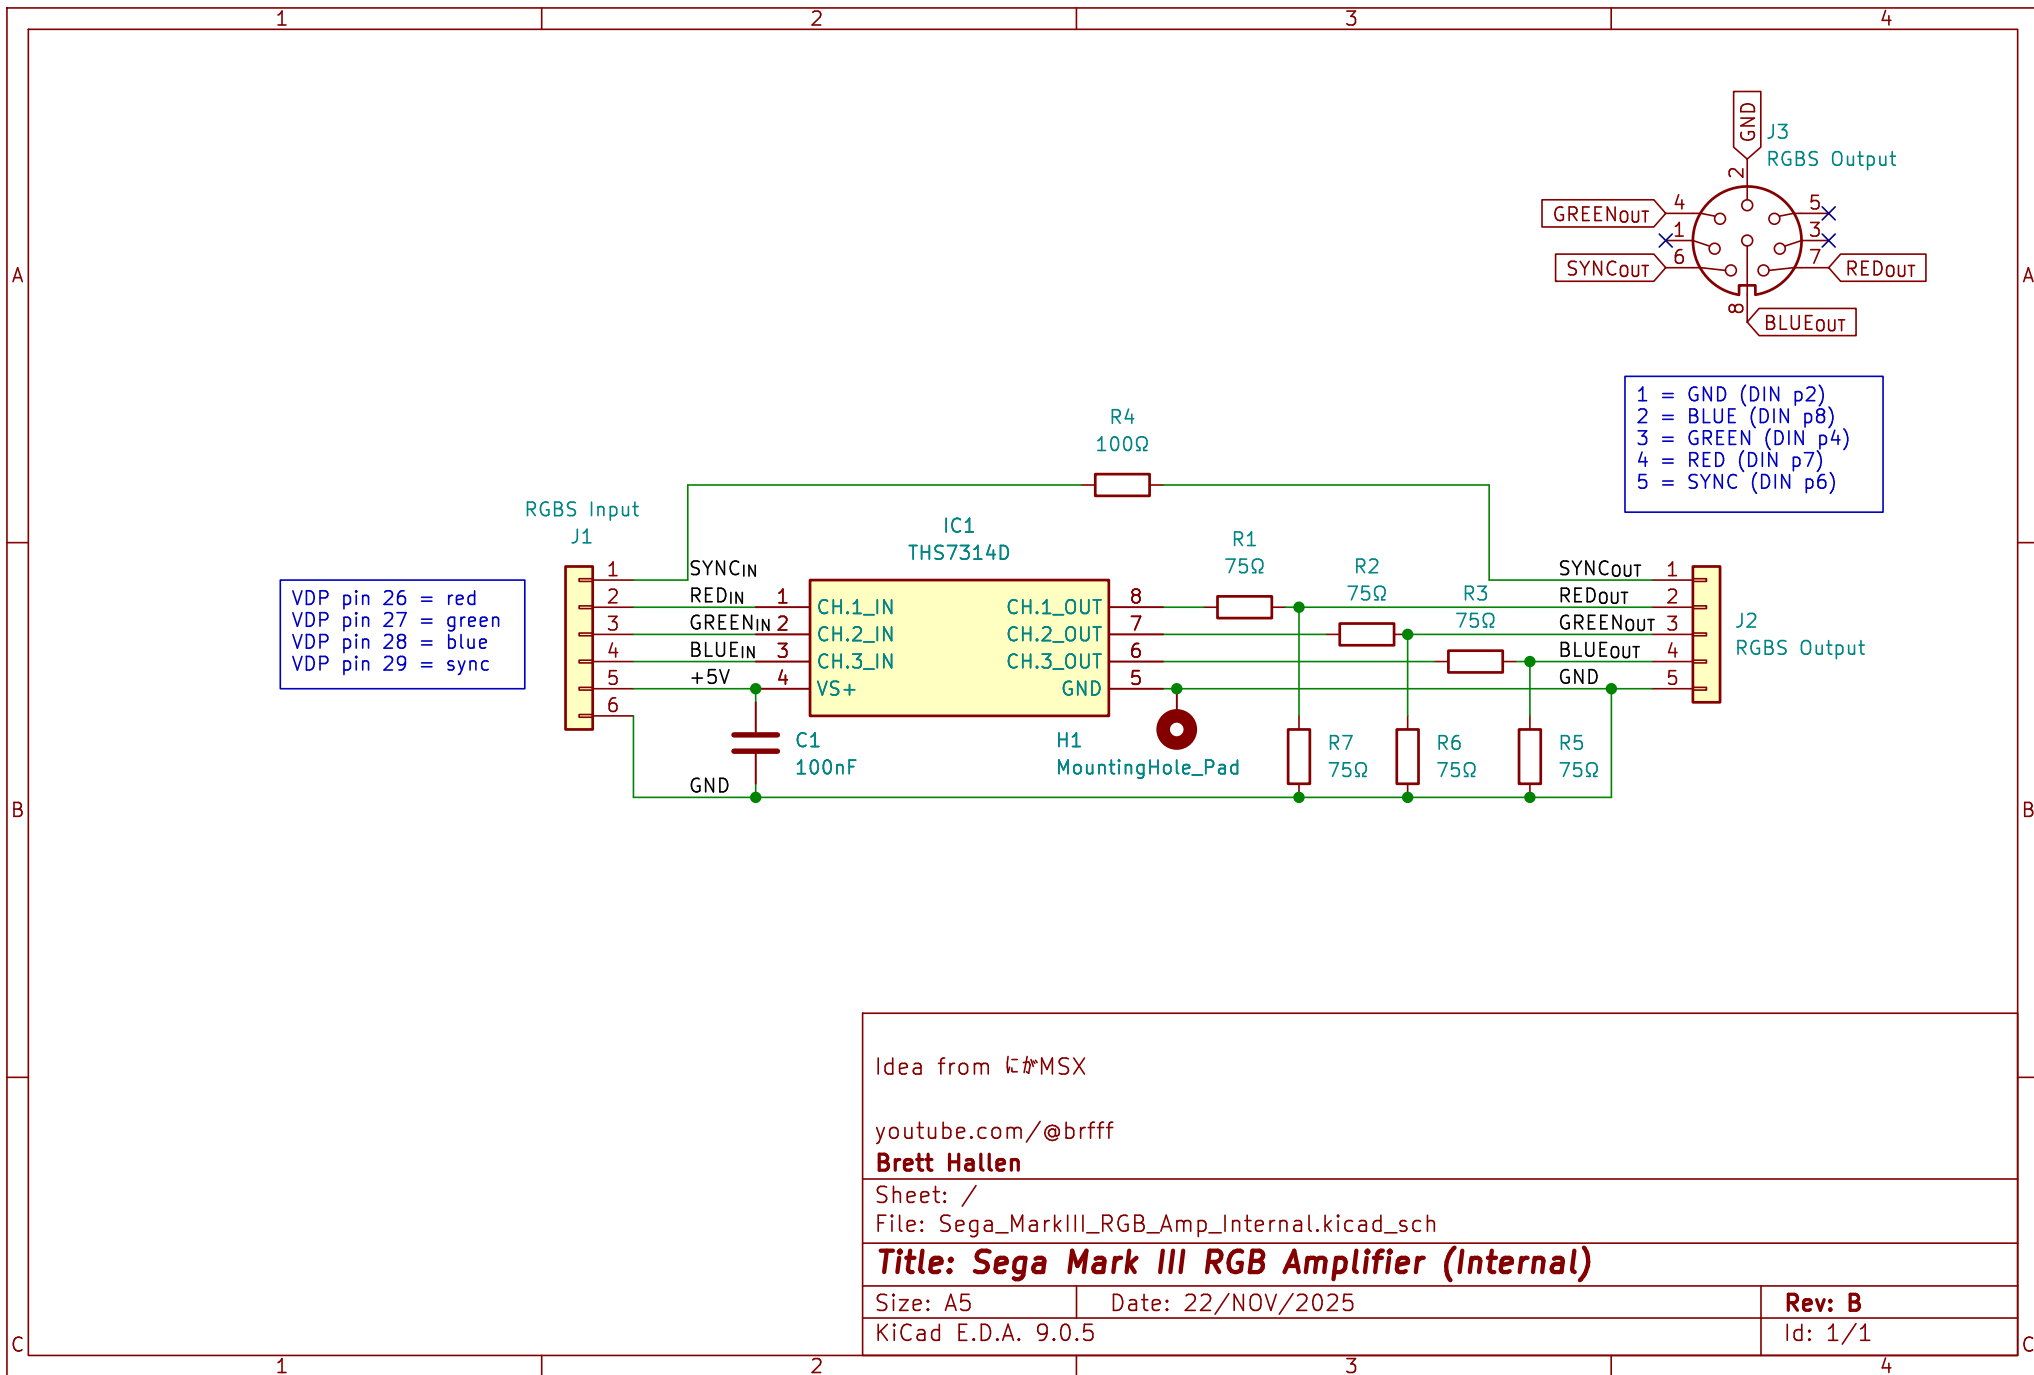 1 2 3 4
A
B
C
A
B
C
1 2 3 4
GND
J3
RGBS Output
2
GREENOUT
4
5
1
3
SYNCOUT
6
7
REDOUT
8
BLUEOUT
1 = GND (DIN p2)
2 = BLUE (DIN p8)
3 = GREEN (DIN p4)
4 = RED (DIN p7)
5 = SYNC (DIN p6)
R4
100Ω
RGBS Input
J1
VDP pin 26 = red
VDP pin 27 = green
VDP pin 28 = blue
VDP pin 29 = sync
1
2
3
4
5
6
SYNCIN
REDIN
GREENIN
BLUEIN
+5V
GND
IC1
THS7314D
1 CH.1_IN CH.1_OUT 8
2 CH.2_IN CH.2_OUT 7
3 CH.3_IN CH.3_OUT 6
4 VS+ GND 5
C1
100nF
H1
MountingHole_Pad
R1
75Ω
R2
75Ω
R3
75Ω
R7
75Ω
R6
75Ω
R5
75Ω
SYNCOUT
REDOUT
GREENOUT
BLUEOUT
GND
1
2
3
4
5
J2
RGBS Output
Idea from にがMSX
youtube.com/@brfff
Brett Hallen
Sheet: /
File: Sega_MarkIII_RGB_Amp_Internal.kicad_sch
Title: Sega Mark III RGB Amplifier (Internal)
Size: A5 Date: 22/NOV/2025 Rev: B
KiCad E.D.A. 9.0.5 Id: 1/1